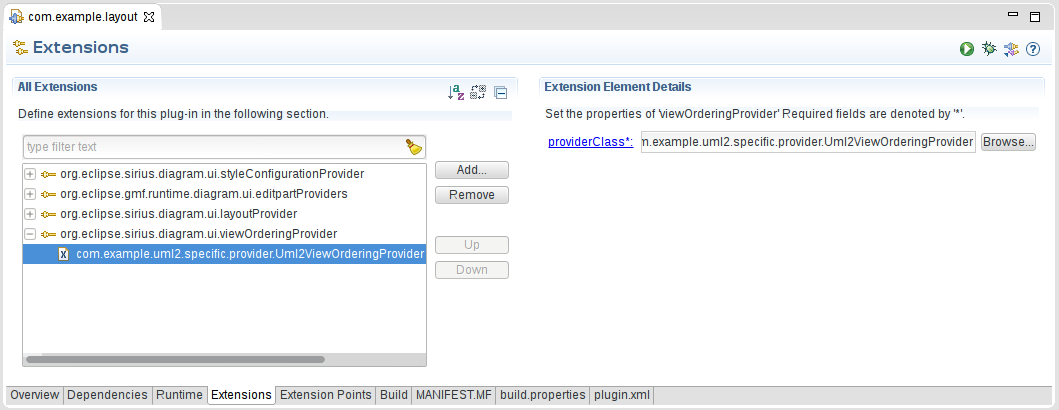 com.example.layout
Extensions
All Extensions
Define extensions for this plug-in in the following section.
type filter text
org.eclipse.sirius.diagram.ui.styleConfigurationProvider
org.eclipse.gmf.runtime.diagram.ui.editpartProviders
org.eclipse.sirius.diagram.ui.layoutProvider
org.eclipse.sirius.diagram.ui.viewOrderingProvider
com.example.uml2.specific.provider.Uml2ViewOrderingProvider
Add...
Remove
Up
Down
Extension Element Details
Set the properties of 'viewOrderingProvider' Required fields are denoted by '*'.
providerClass*: m.example.uml2.specific.provider.Uml2ViewOrderingProvider Browse...
Overview Dependencies Runtime Extensions Extension Points Build MANIFEST.MF build.properties plugin.xml